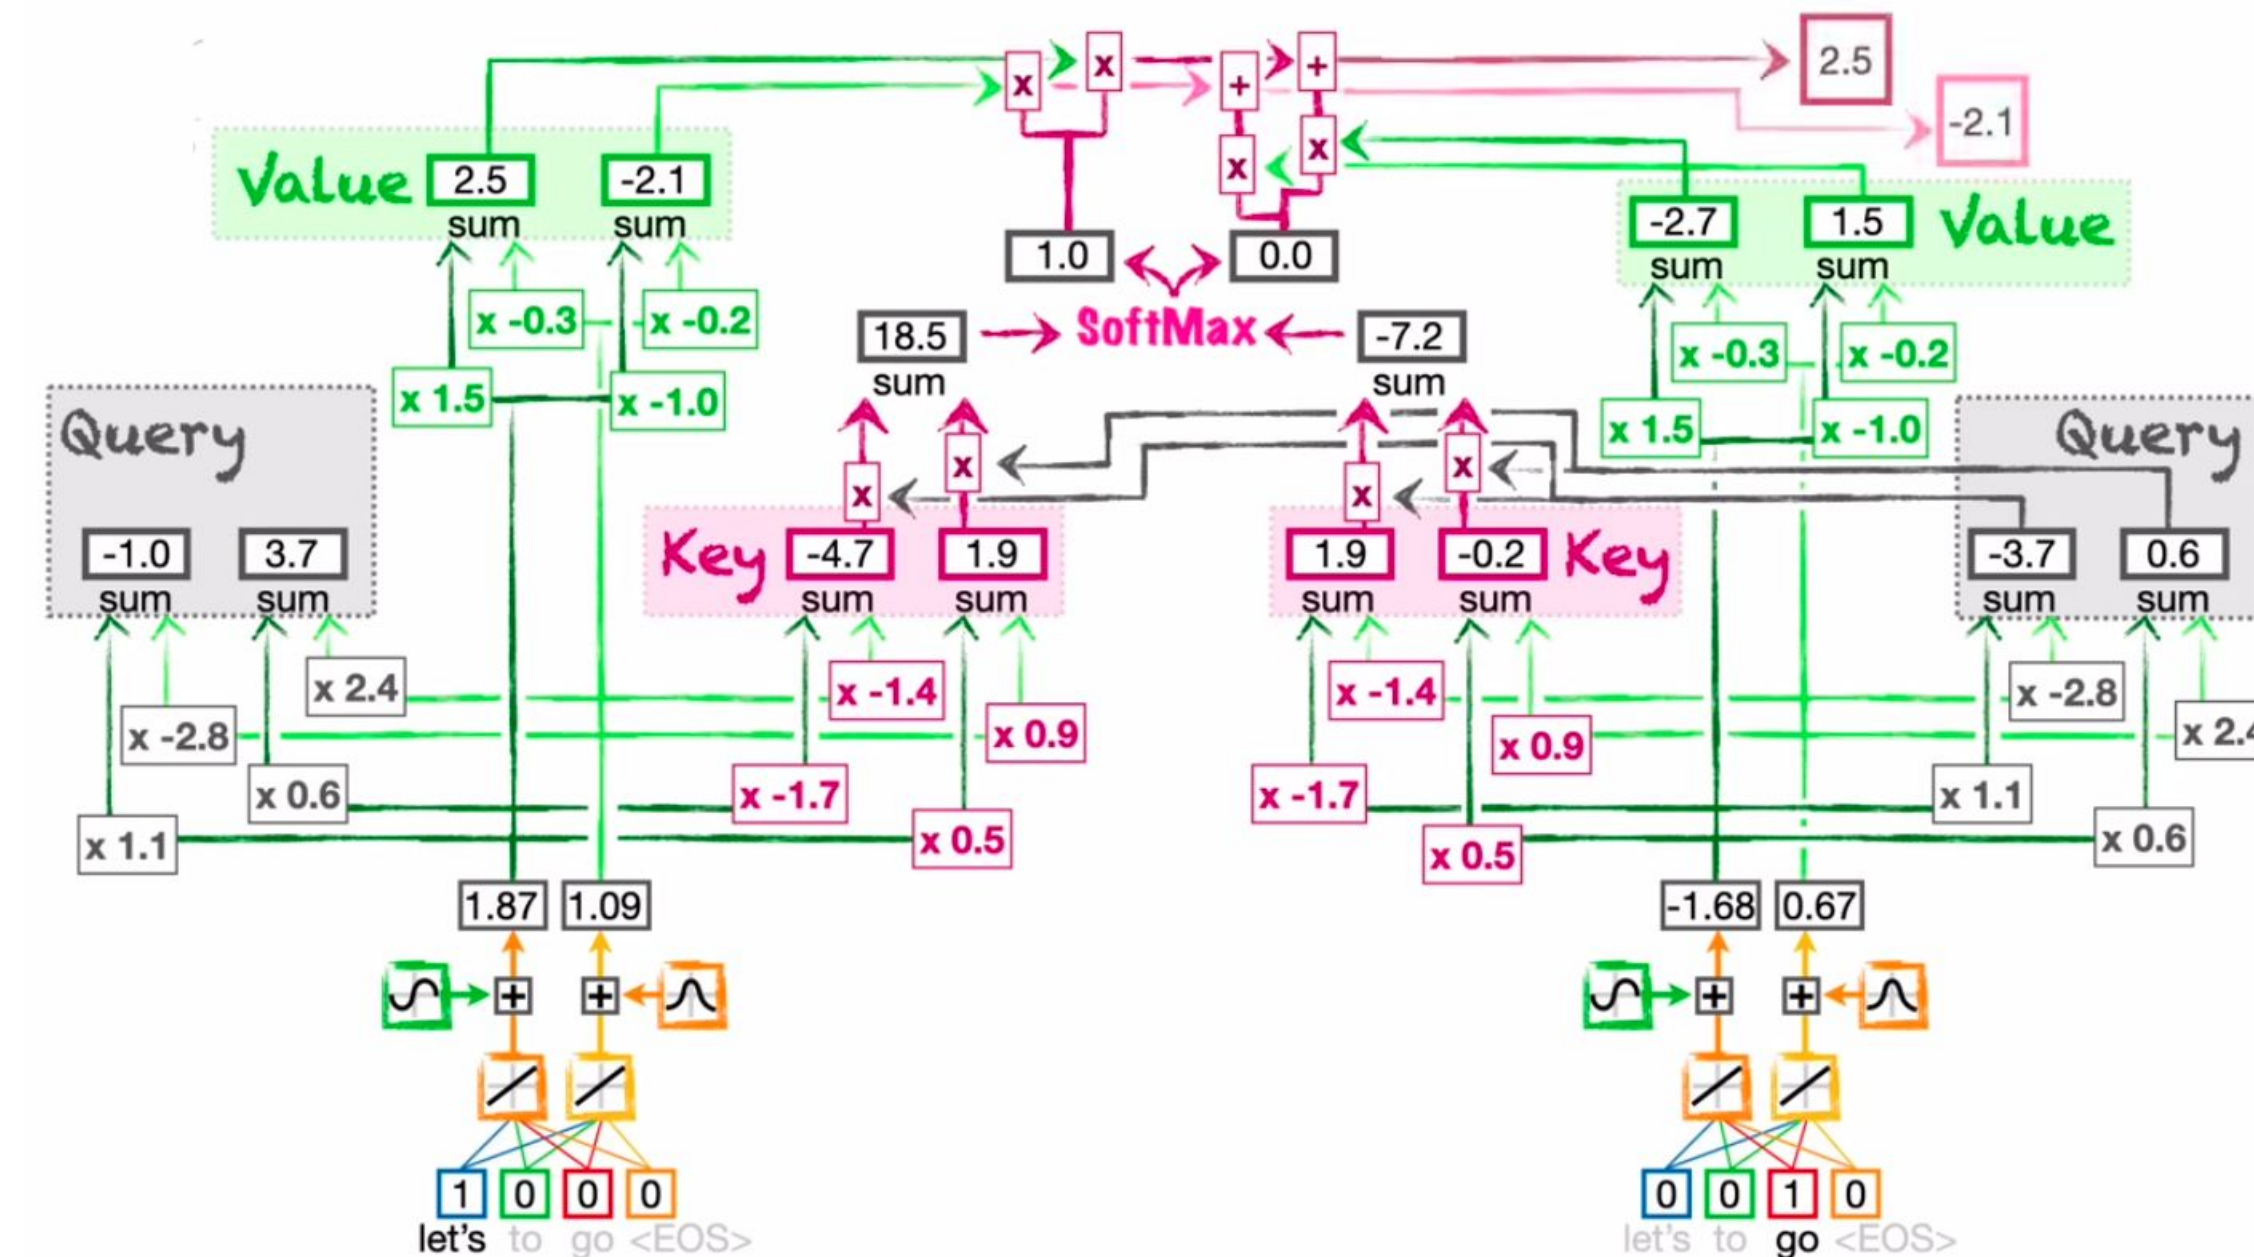 x x + + 2.5
-2.1
Value 2.5 -2.1 x x
sum sum -2.7 1.5 Value
1.0 0.0 sum sum
x -0.3 x -0.2 18.5 SoftMax -7.2 x -0.3 x -0.2
sum sum
x 1.5 x -1.0 x 1.5 x -1.0
Query x x Query
x x
-1.0 3.7 Key -4.7 1.9 1.9 -0.2 Key -3.7 0.6
sum sum sum sum sum sum sum sum
x 2.4 x -1.4 x -1.4 x -2.8
x -2.8 x 0.9 x 0.9 x 2.4
x 0.6 x -1.7 x -1.7 x 1.1
x 1.1 x 0.5 x 0.5 x 0.6
1.87 1.09 -1.68 0.67
+ + + +
1 0 0 0 0 0 1 0
let's to go <EOS> let's to go <EOS>